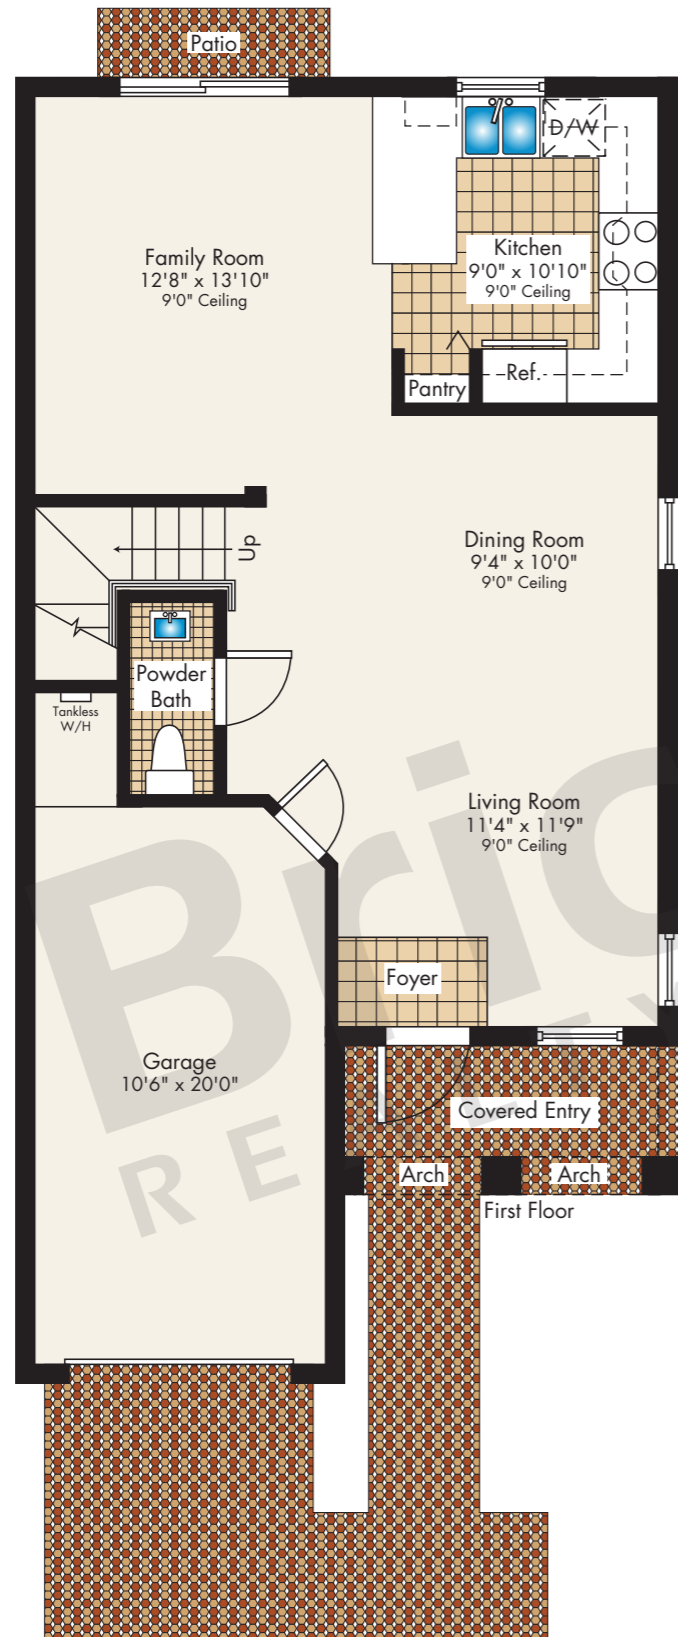 Patio
D/W
Family Room
12'8" x 13'10"
9'0" Ceiling
Kitchen
9'0" x 10'10"
9'0" Ceiling
Pantry
Ref.
Up
Dining Room
9'4" x 10'0"
9'0" Ceiling
Powder
Bath
Tankless
W/H
Living Room
11'4" x 11'9"
9'0" Ceiling
Foyer
Garage
10'6" x 20'0"
Covered Entry
Arch
Arch
First Floor